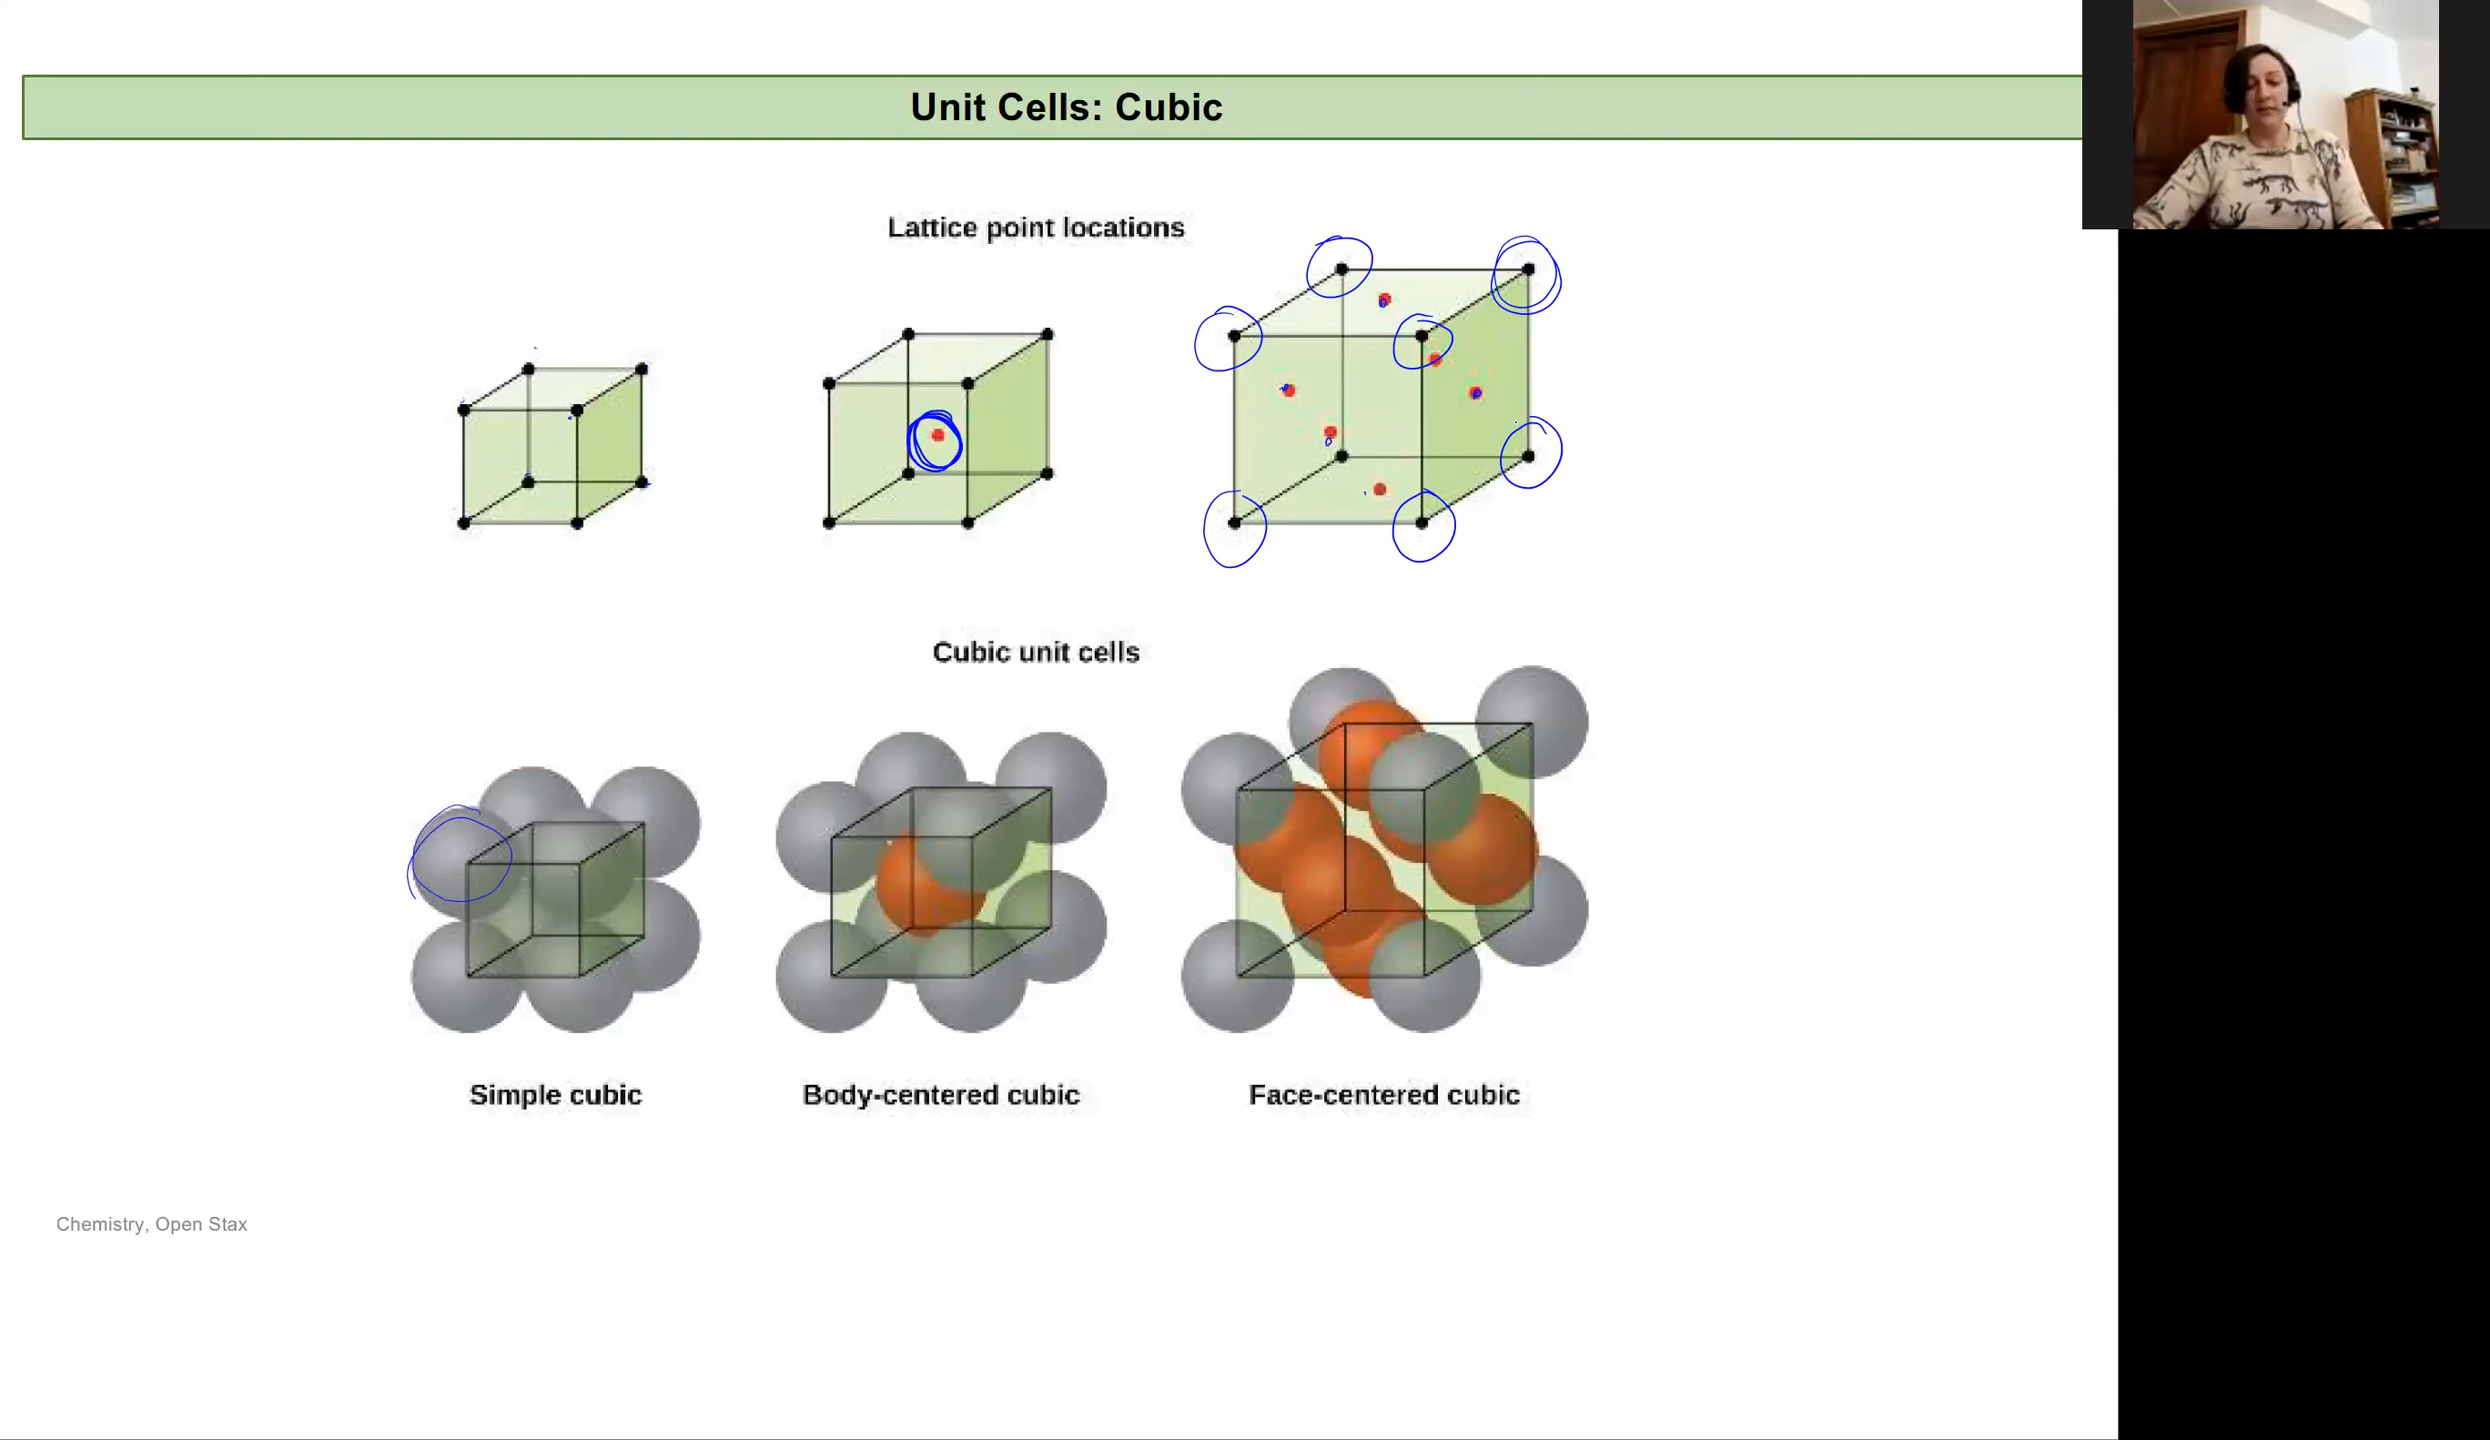 Unit Cells: Cubic
Lattice point locations
Cubic unit cells
Simple cubic
Body-centered cubic
Face-centered cubic
Chemistry, Open Stax